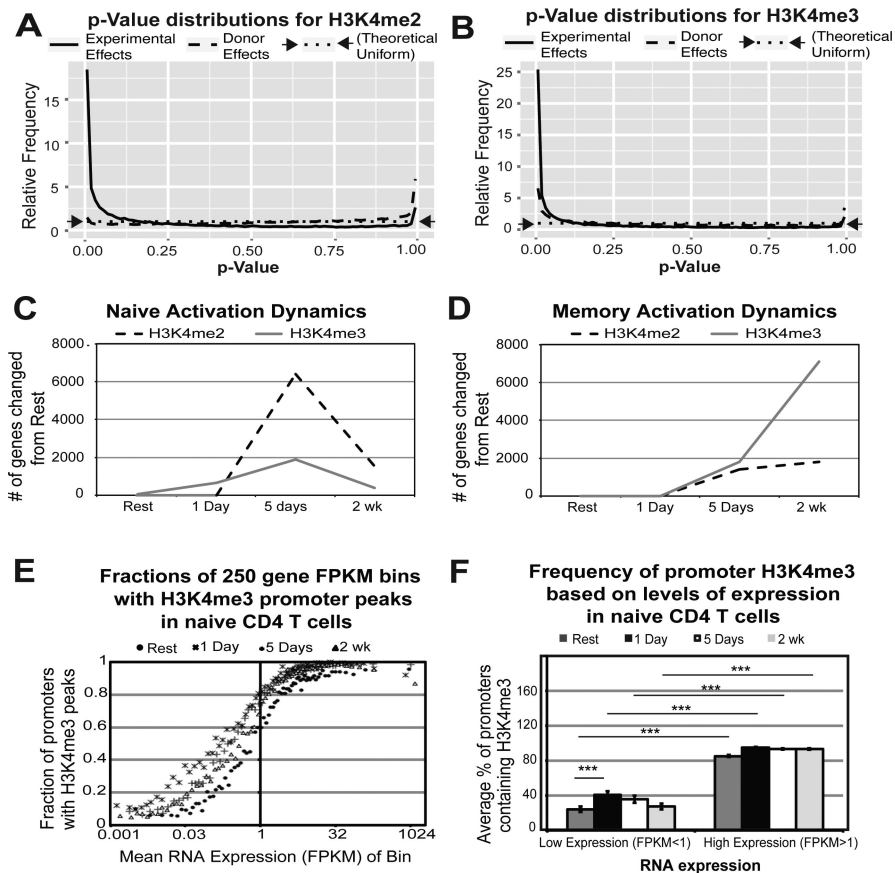 A
p-Value distributions for H3K4me2
Experimental Effects
Donor Effects
(Theoretical Uniform)
Relative Frequency
15
10
5
0
0.00
0.25
0.50
0.75
1.00
p-Value
B
p-Value distributions for H3K4me3
Experimental Effects
Donor Effects
(Theoretical Uniform)
Relative Frequency
25
20
15
10
5
0
0.00
0.25
0.50
0.75
1.00
p-Value
C
Naive Activation Dynamics
H3K4me2
H3K4me3
# of genes changed
from Rest
8000
6000
4000
2000
0
Rest
1 Day
5 days
2 wk
D
Memory Activation Dynamics
H3K4me2
H3K4me3
# of genes changed
from Rest
8000
6000
4000
2000
0
Rest
1 Day
5 Days
2 wk
E
Fractions of 250 gene FPKM bins
with H3K4me3 promoter peaks
in naive CD4 T cells
Rest
1 Day
5 Days
2 wk
Fraction of promoters
with H3K4me3 peaks
1
0.8
0.6
0.4
0.2
0
0.001
0.03
1
32
1024
Mean RNA Expression (FPKM) of Bin
F
Frequency of promoter H3K4me3
based on levels of expression
in naive CD4 T cells
Rest
1 Day
5 Days
2 wk
Average % of promoters
containing H3K4me3
160
120
80
40
0
***
***
***
***
***
Low Expression (FPKM<1)
High Expression (FPKM>1)
RNA expression